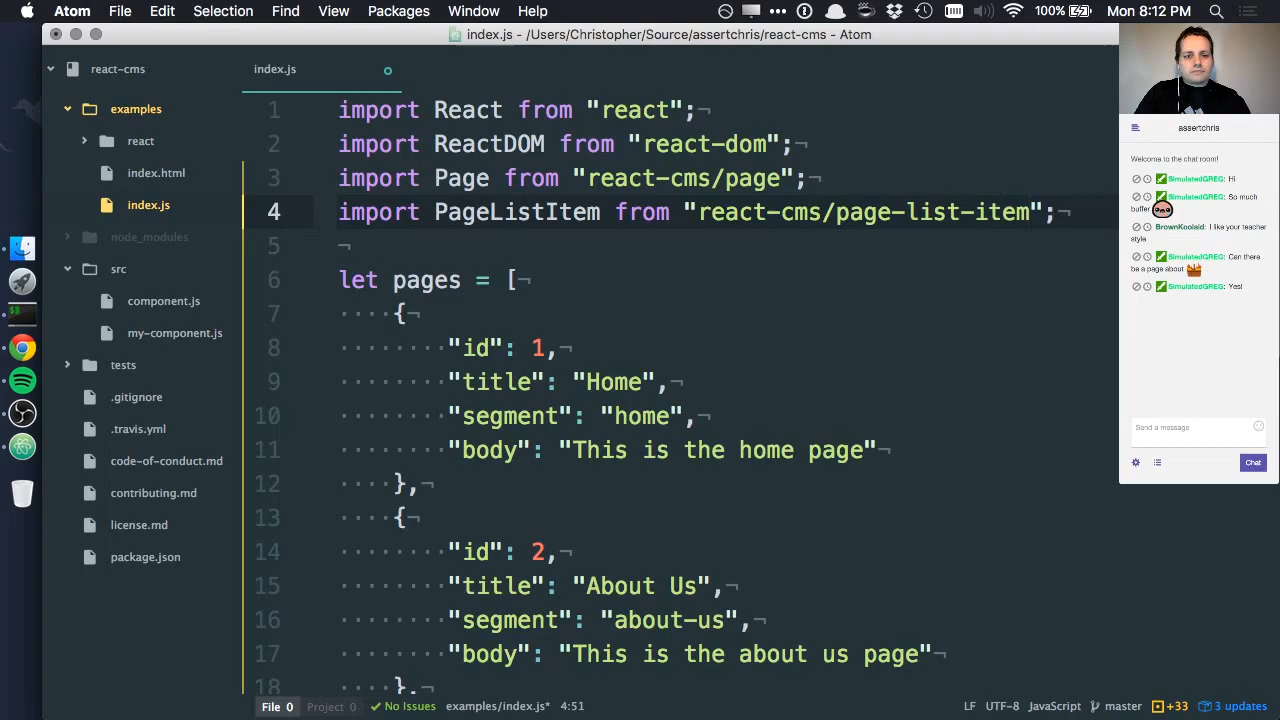 Atom File Edit Selection Find View Packages Window Help 100% Mon 8:12 PM
index.js - /Users/Christopher/Source/assertchris/react-cms - Atom
react-cms
examples
react
index.html
index.js
node_modules
src
component.js
my-component.js
tests
.gitignore
.travis.yml
code-of-conduct.md
contributing.md
license.md
package.json
index.js
1 import React from "react";¬
2 import ReactDOM from "react-dom";¬
3 import Page from "react-cms/page";¬
4 import PageListItem from "react-cms/page-list-item";¬
5 ¬
6 let pages = [¬
7 ····{¬
8 ········"id": 1,¬
9 ········"title": "Home",¬
10 ········"segment": "home",¬
11 ········"body": "This is the home page"¬
12 ····},¬
13 ····{¬
14 ········"id": 2,¬
15 ········"title": "About Us",¬
16 ········"segment": "about-us",¬
17 ········"body": "This is the about us page"¬
18 ····},¬
File 0 Project 0 No Issues examples/index.js* 4:51 LF UTF-8 JavaScript master +33 3 updates
assertchris
Welcome to the chat room!
SimulatedGREG: Hi
SimulatedGREG: So much
buffer
BrownKoolaid: I like your teacher
style
SimulatedGREG: Can there
be a page about
SimulatedGREG: Yes!
Send a message
Chat